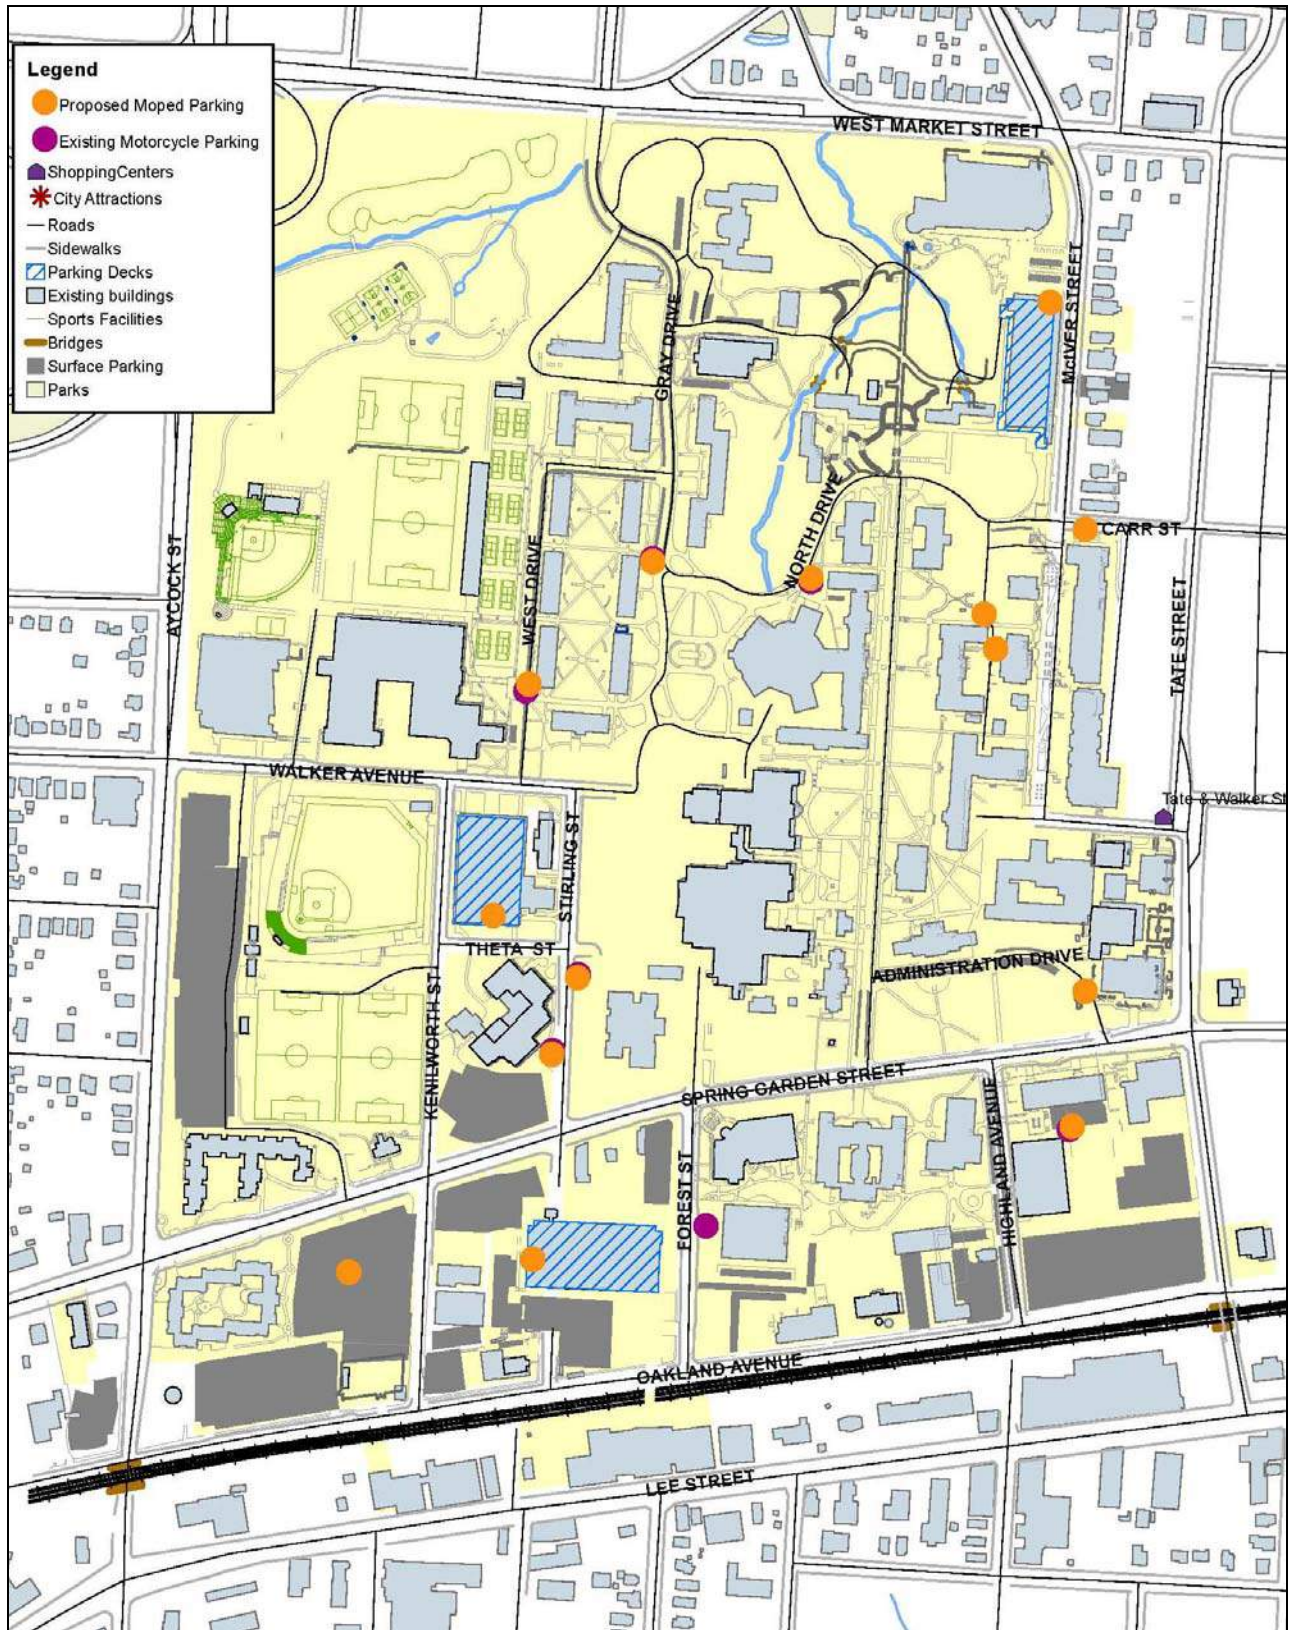 Legend
Proposed Moped Parking
Existing Motorcycle Parking
ShoppingCenters
City Attractions
Roads
Sidewalks
Parking Decks
Existing buildings
Sports Facilities
Bridges
Surface Parking
Parks
WEST MARKET STREET
McIVER STREET
GRAY DRIVE
NORTH DRIVE
CARR ST
AYCOCK ST
WEST DRIVE
TATE STREET
WALKER AVENUE
Tate & Walker St
STIRLING ST
THETA ST
ADMINISTRATION DRIVE
KENILWORTH ST
SPRING GARDEN STREET
HIGHLAND AVENUE
FOREST ST
OAKLAND AVENUE
LEE STREET